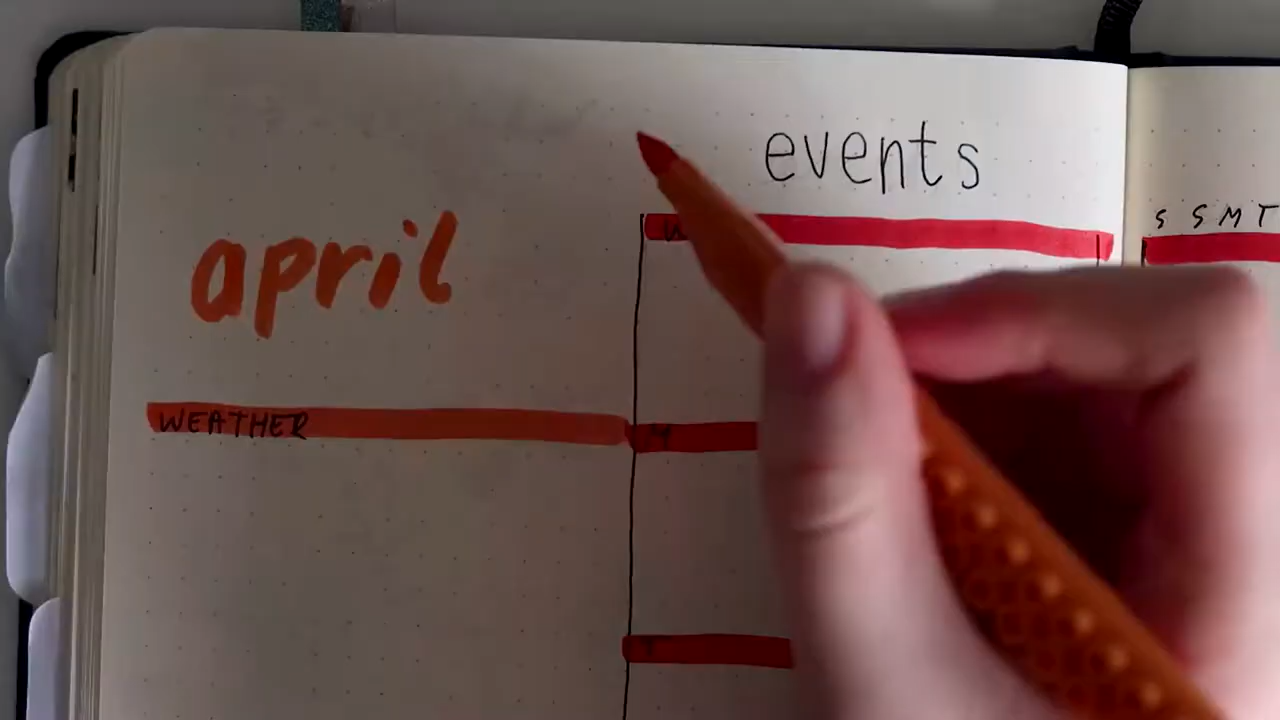 events
S S M T
april
W
WEATHER
M
T